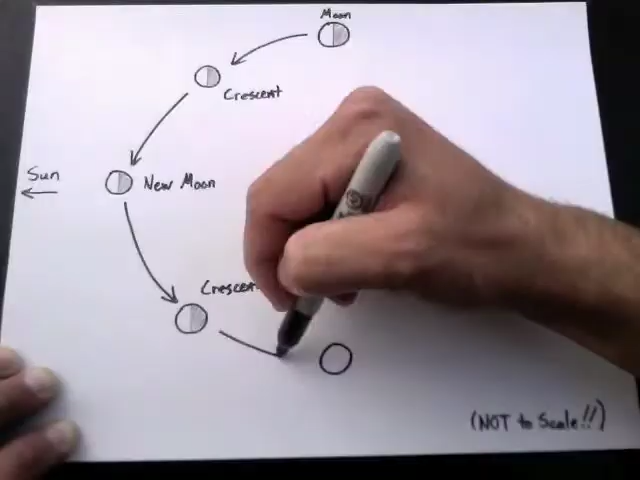 Moon
Crescent
Sun
New Moon
Crescent
(NOT to Scale!!)